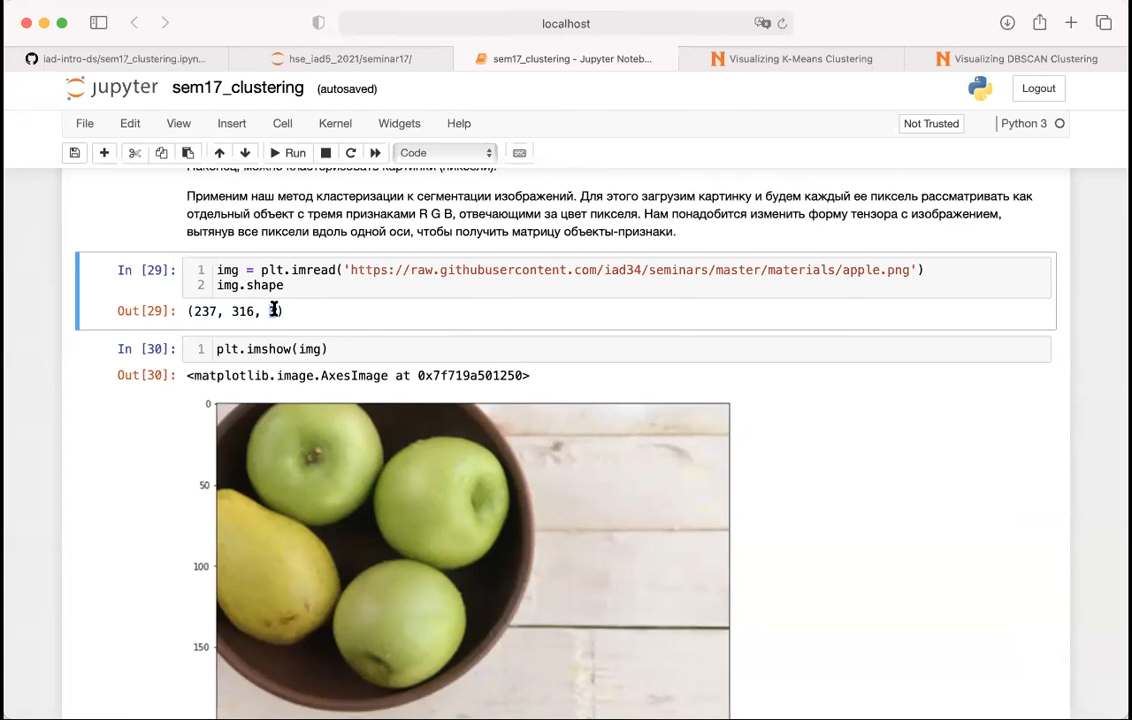 localhost
iad-intro-ds/sem17_clustering.ipyn...
hse_iad5_2021/seminar17/
sem17_clustering - Jupyter Noteb...
Visualizing K-Means Clustering
Visualizing DBSCAN Clustering
jupyter sem17_clustering (autosaved)
Logout
File Edit View Insert Cell Kernel Widgets Help
Not Trusted
Python 3
Run
Code
Наконец, можно кластеризовать картинки (пиксели).
Применим наш метод кластеризации к сегментации изображений. Для этого загрузим картинку и будем каждый ее пиксель рассматривать как
отдельный объект с тремя признаками R G B, отвечающими за цвет пикселя. Нам понадобится изменить форму тензора с изображением,
вытянув все пиксели вдоль одной оси, чтобы получить матрицу объекты-признаки.
In [29]: 1 img = plt.imread('https://raw.githubusercontent.com/iad34/seminars/master/materials/apple.png')
2 img.shape
Out[29]: (237, 316, 3)
In [30]: 1 plt.imshow(img)
Out[30]: <matplotlib.image.AxesImage at 0x7f719a501250>
0
50
100
150